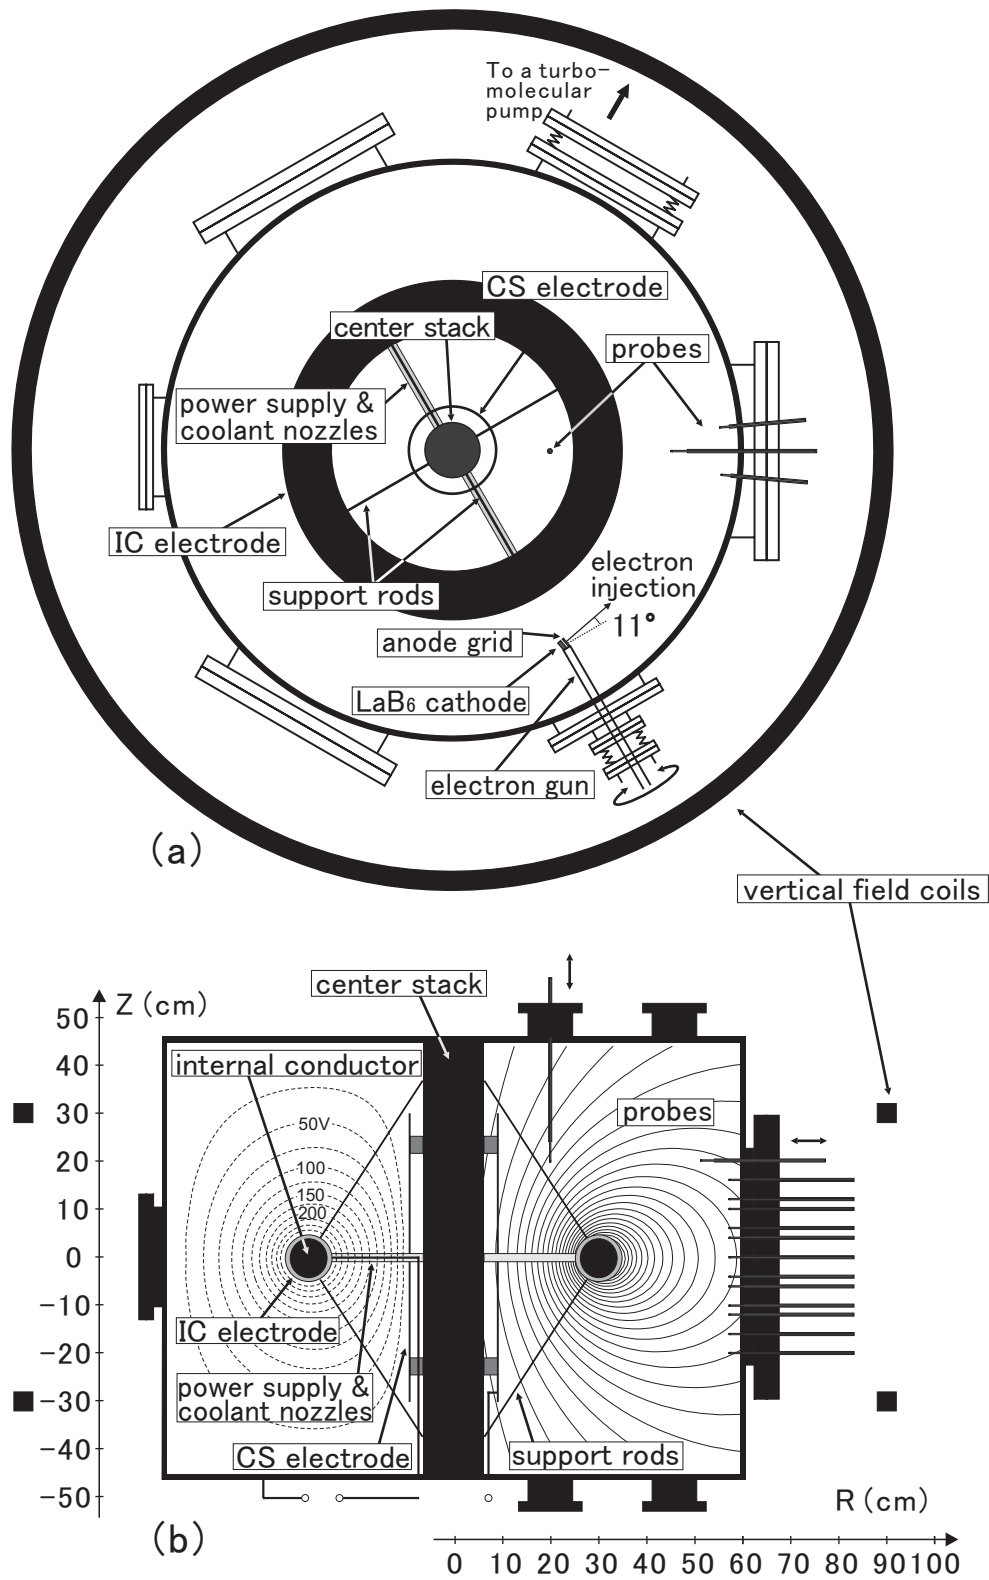 To a turbo-
molecular
pump
CS electrode
center stack
probes
power supply &
coolant nozzles
IC electrode
support rods
electron
injection
11°
anode grid
LaB6 cathode
electron gun
(a)
vertical field coils
center stack
Z (cm)
50
40
30
20
10
0
-10
-20
-30
-40
-50
internal conductor
50V
100
150
200
probes
IC electrode
power supply &
coolant nozzles
CS electrode
support rods
(b)
R (cm)
0 10 20 30 40 50 60 70 80 90 100